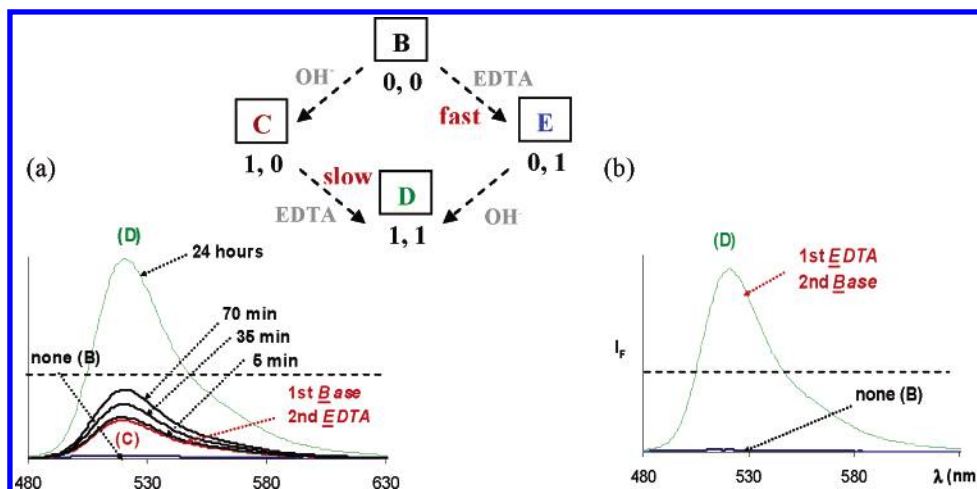 B
0, 0
OH⁻
EDTA
fast
C
1, 0
E
0, 1
slow
D
1, 1
EDTA
OH⁻
(a)
(D)
24 hours
70 min
35 min
5 min
none (B)
1st Base
2nd EDTA
(C)
480 530 580 630
(b)
(D)
1st EDTA
2nd Base
I_F
none (B)
480 530 580 λ (nm